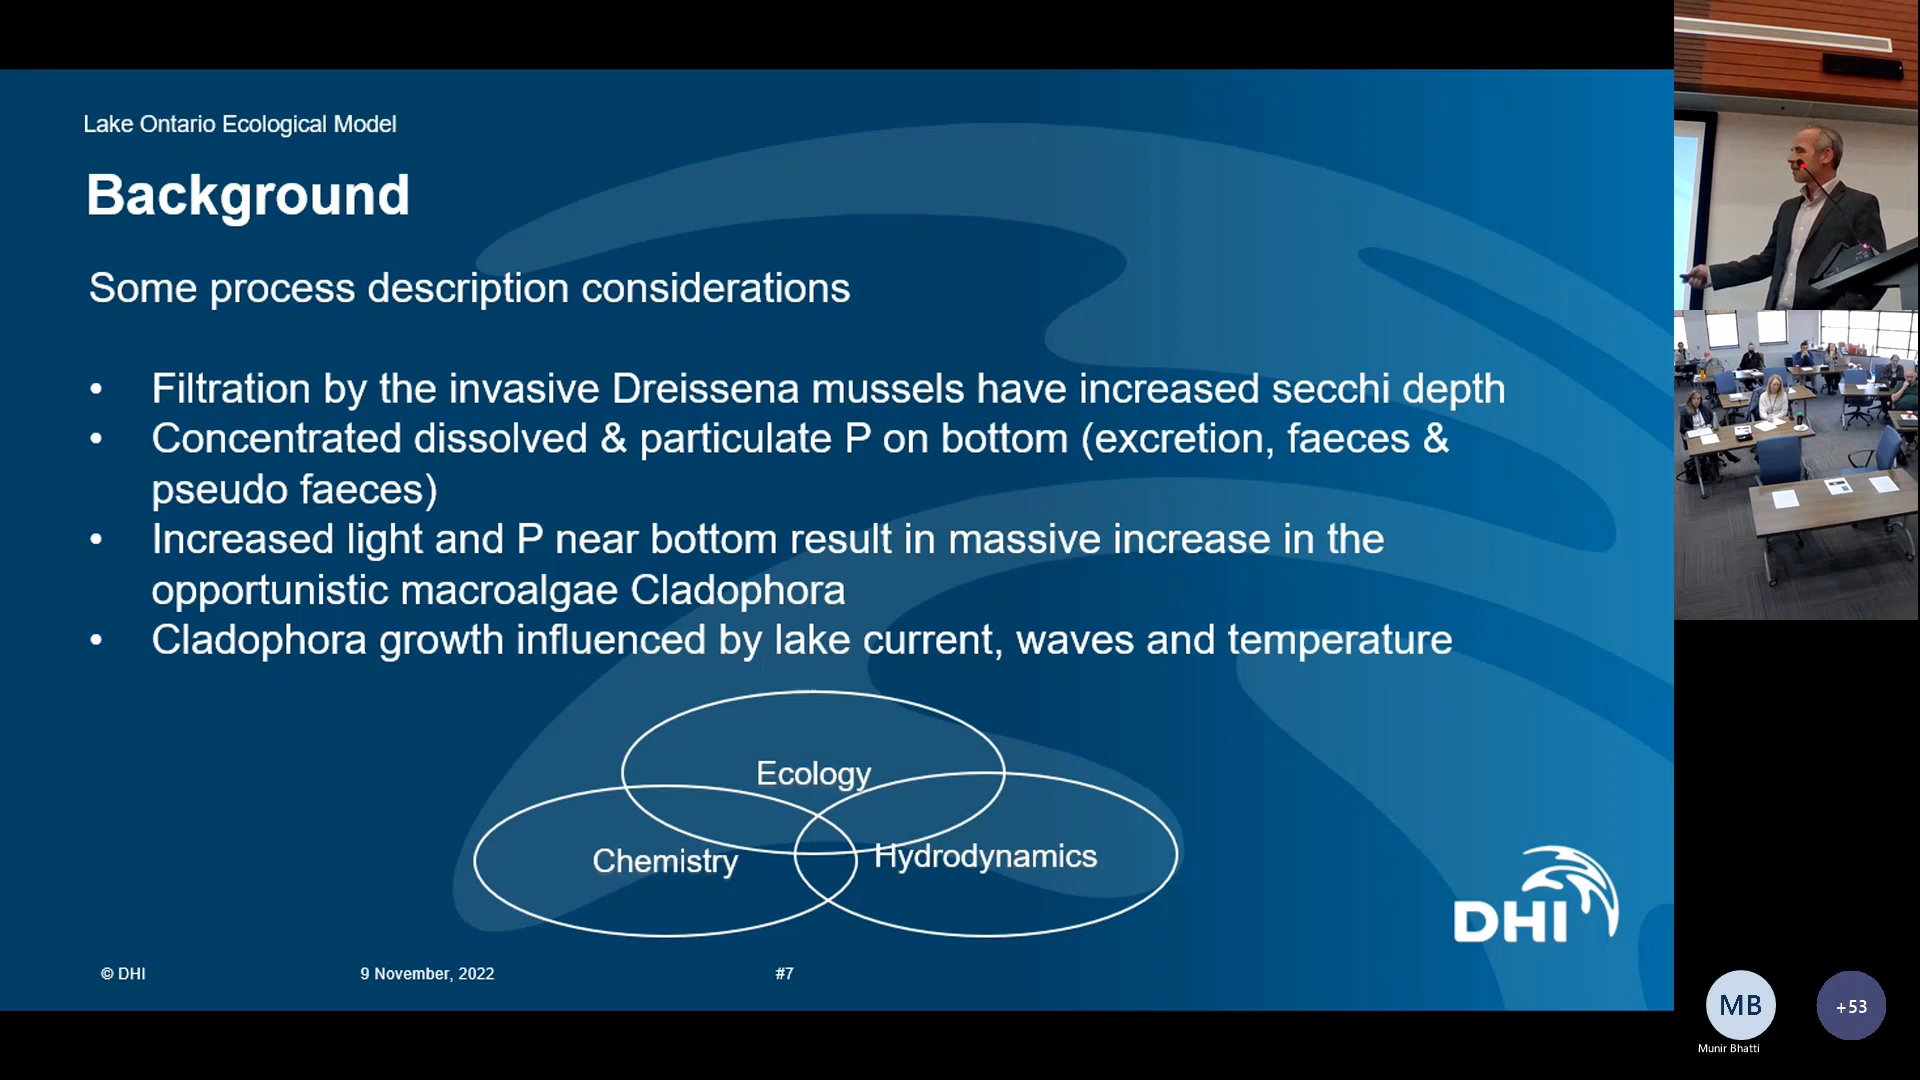 Lake Ontario Ecological Model
Background
Some process description considerations
• Filtration by the invasive Dreissena mussels have increased secchi depth
• Concentrated dissolved & particulate P on bottom (excretion, faeces &
pseudo faeces)
• Increased light and P near bottom result in massive increase in the
opportunistic macroalgae Cladophora
• Cladophora growth influenced by lake current, waves and temperature
Ecology
Chemistry
Hydrodynamics
DHI
© DHI
9 November, 2022
#7
MB
+53
Munir Bhatti